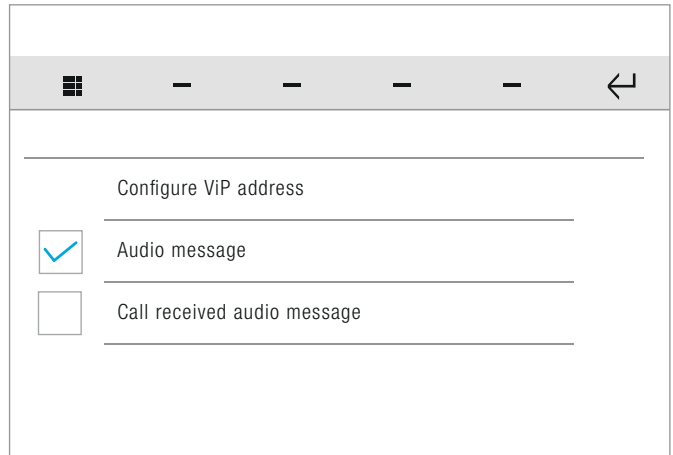 Configure ViP address
Audio message
Call received audio message